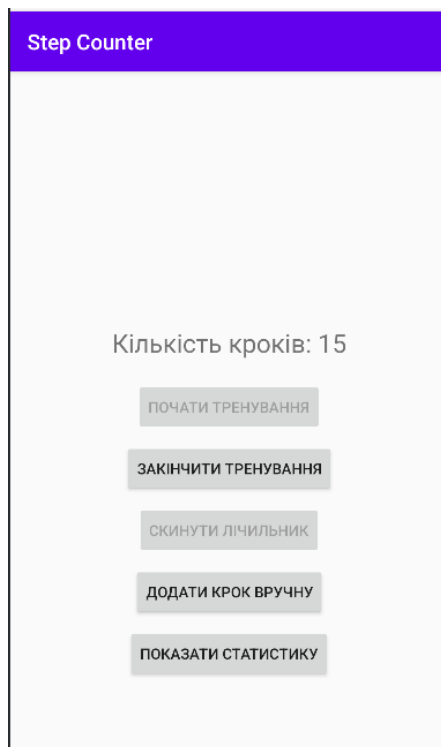 Step Counter
Кількість кроків: 15
ПОЧАТИ ТРЕНУВАННЯ
ЗАКІНЧИТИ ТРЕНУВАННЯ
СКИНУТИ ЛІЧИЛЬНИК
ДОДАТИ КРОК ВРУЧНУ
ПОКАЗАТИ СТАТИСТИКУ